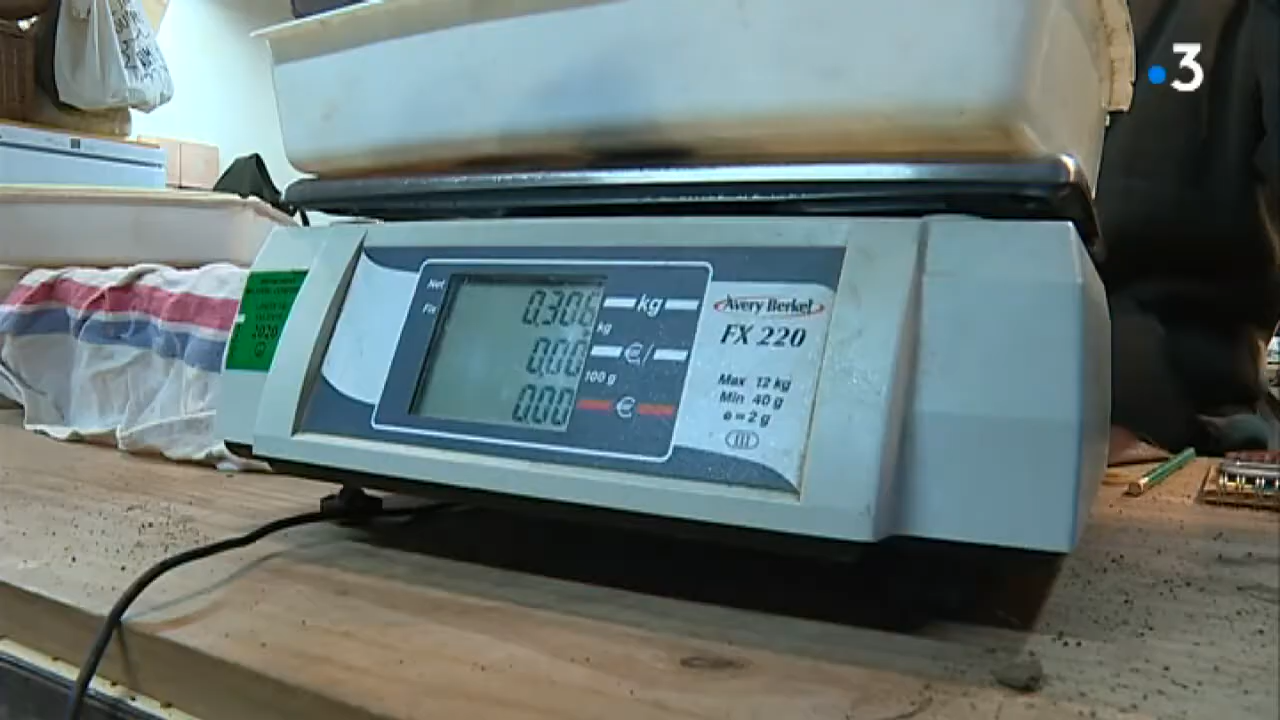 3
Net
Fix
0.306 kg
kg
0.00 €/
100 g
0.00 €
Avery Berkel
FX 220
Max 12 kg
Min 40 g
e = 2 g
III
2020